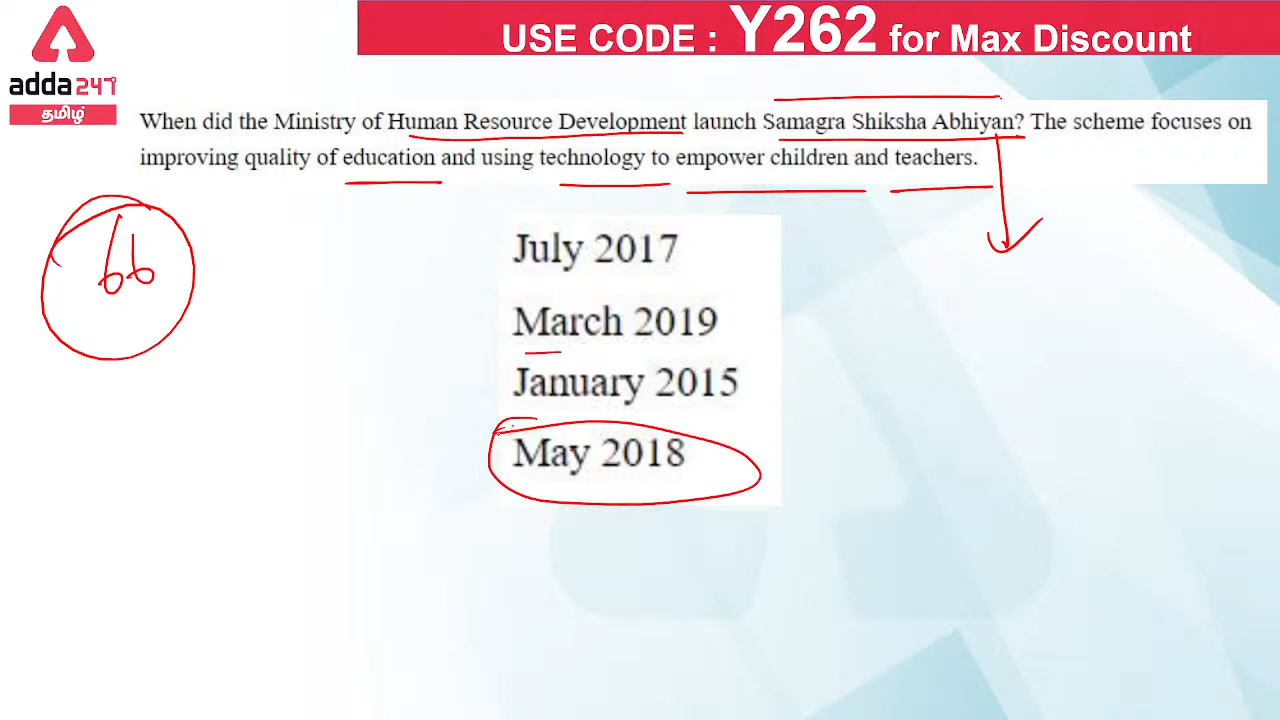 USE CODE : Y262 for Max Discount
adda247
தமிழ்
When did the Ministry of Human Resource Development launch Samagra Shiksha Abhiyan? The scheme focuses on
improving quality of education and using technology to empower children and teachers.
66
July 2017
March 2019
January 2015
May 2018